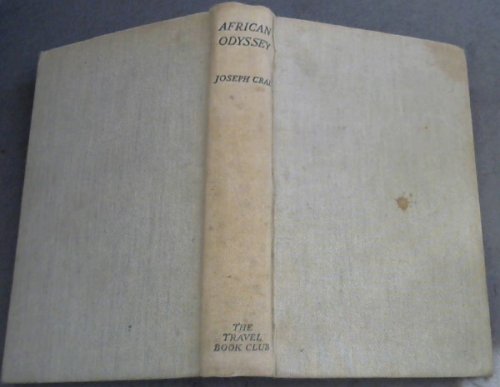 AFRICAN
ODYSSEY
JOSEPH
THE
TRAVEL
BOOK CLUB